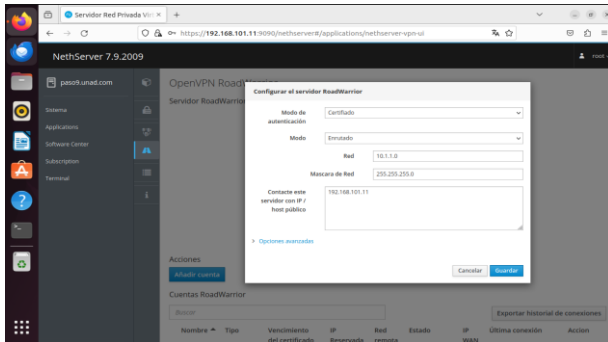 Servidor Red Privada Virt
https://192.168.101.11:9090/nethserver#/applications/nethserver-vpn-ui
NethServer 7.9.2009
root
paso9.unad.com
Sistema
Applications
Software Center
Subscription
Terminal
OpenVPN RoadWarrior
Servidor RoadWarrior
Configurar el servidor RoadWarrior
Modo de autenticación
Certifiado
Modo
Enrutado
Red
10.1.1.0
Mascara de Red
255.255.255.0
Contacte este servidor con IP / host público
192.168.101.11
Opciones avanzadas
Cancelar
Guardar
Acciones
Añadir cuenta
Cuentas RoadWarrior
Buscar
Exportar historial de conexiones
Nombre Tipo Vencimiento del certificado IP Reservada Red remota Estado IP WAN Última conexión Accion